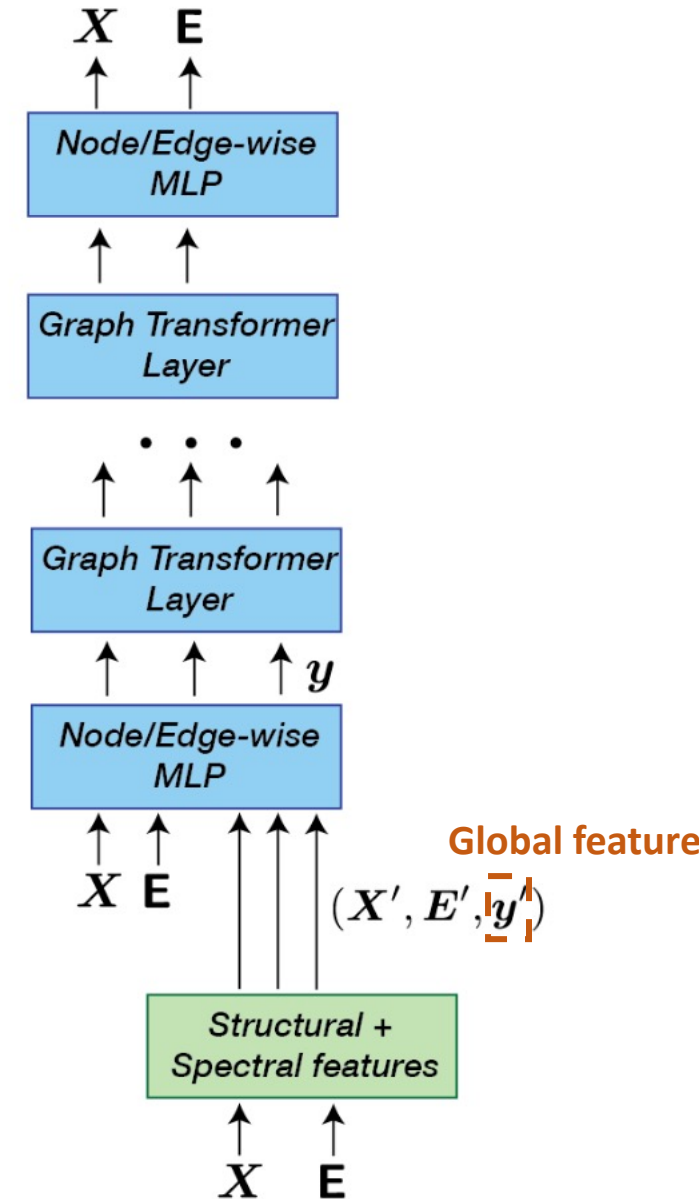 X E
Node/Edge-wise
MLP
Graph Transformer
Layer
• • •
Graph Transformer
Layer
y
Node/Edge-wise
MLP
Global feature
X E
(X′, E′, y′)
Structural +
Spectral features
X E